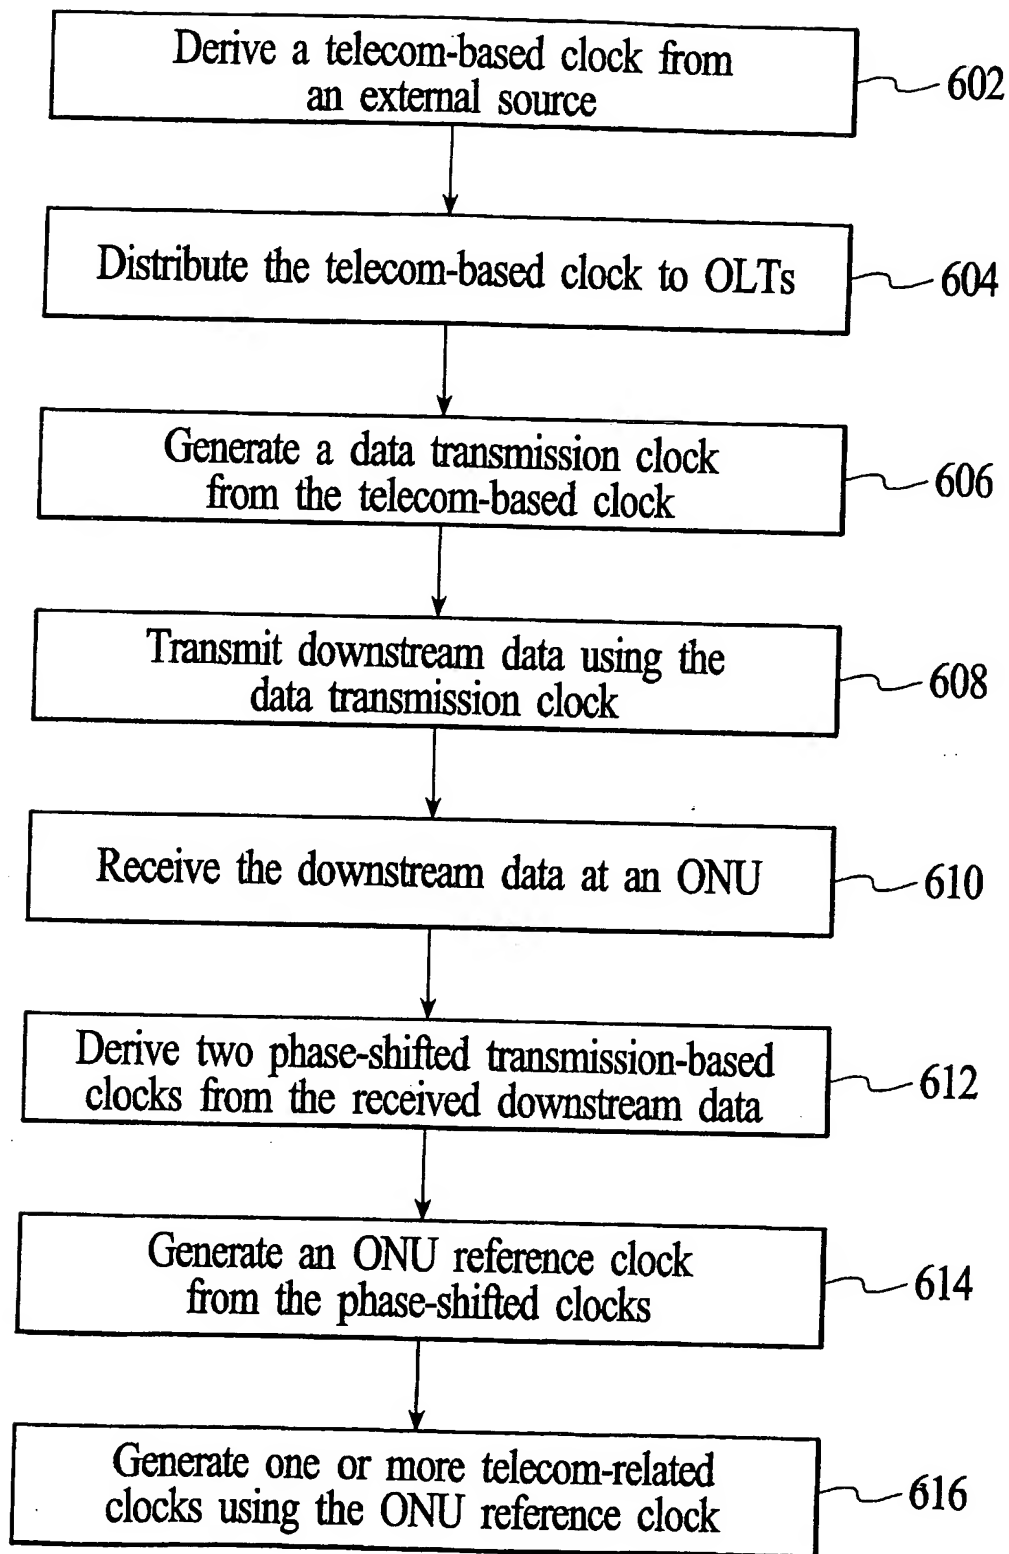 Derive a telecom-based clock from
an external source
602
Distribute the telecom-based clock to OLTs
604
Generate a data transmission clock
from the telecom-based clock
606
Transmit downstream data using the
data transmission clock
608
Receive the downstream data at an ONU
610
Derive two phase-shifted transmission-based
clocks from the received downstream data
612
Generate an ONU reference clock
from the phase-shifted clocks
614
Generate one or more telecom-related
clocks using the ONU reference clock
616